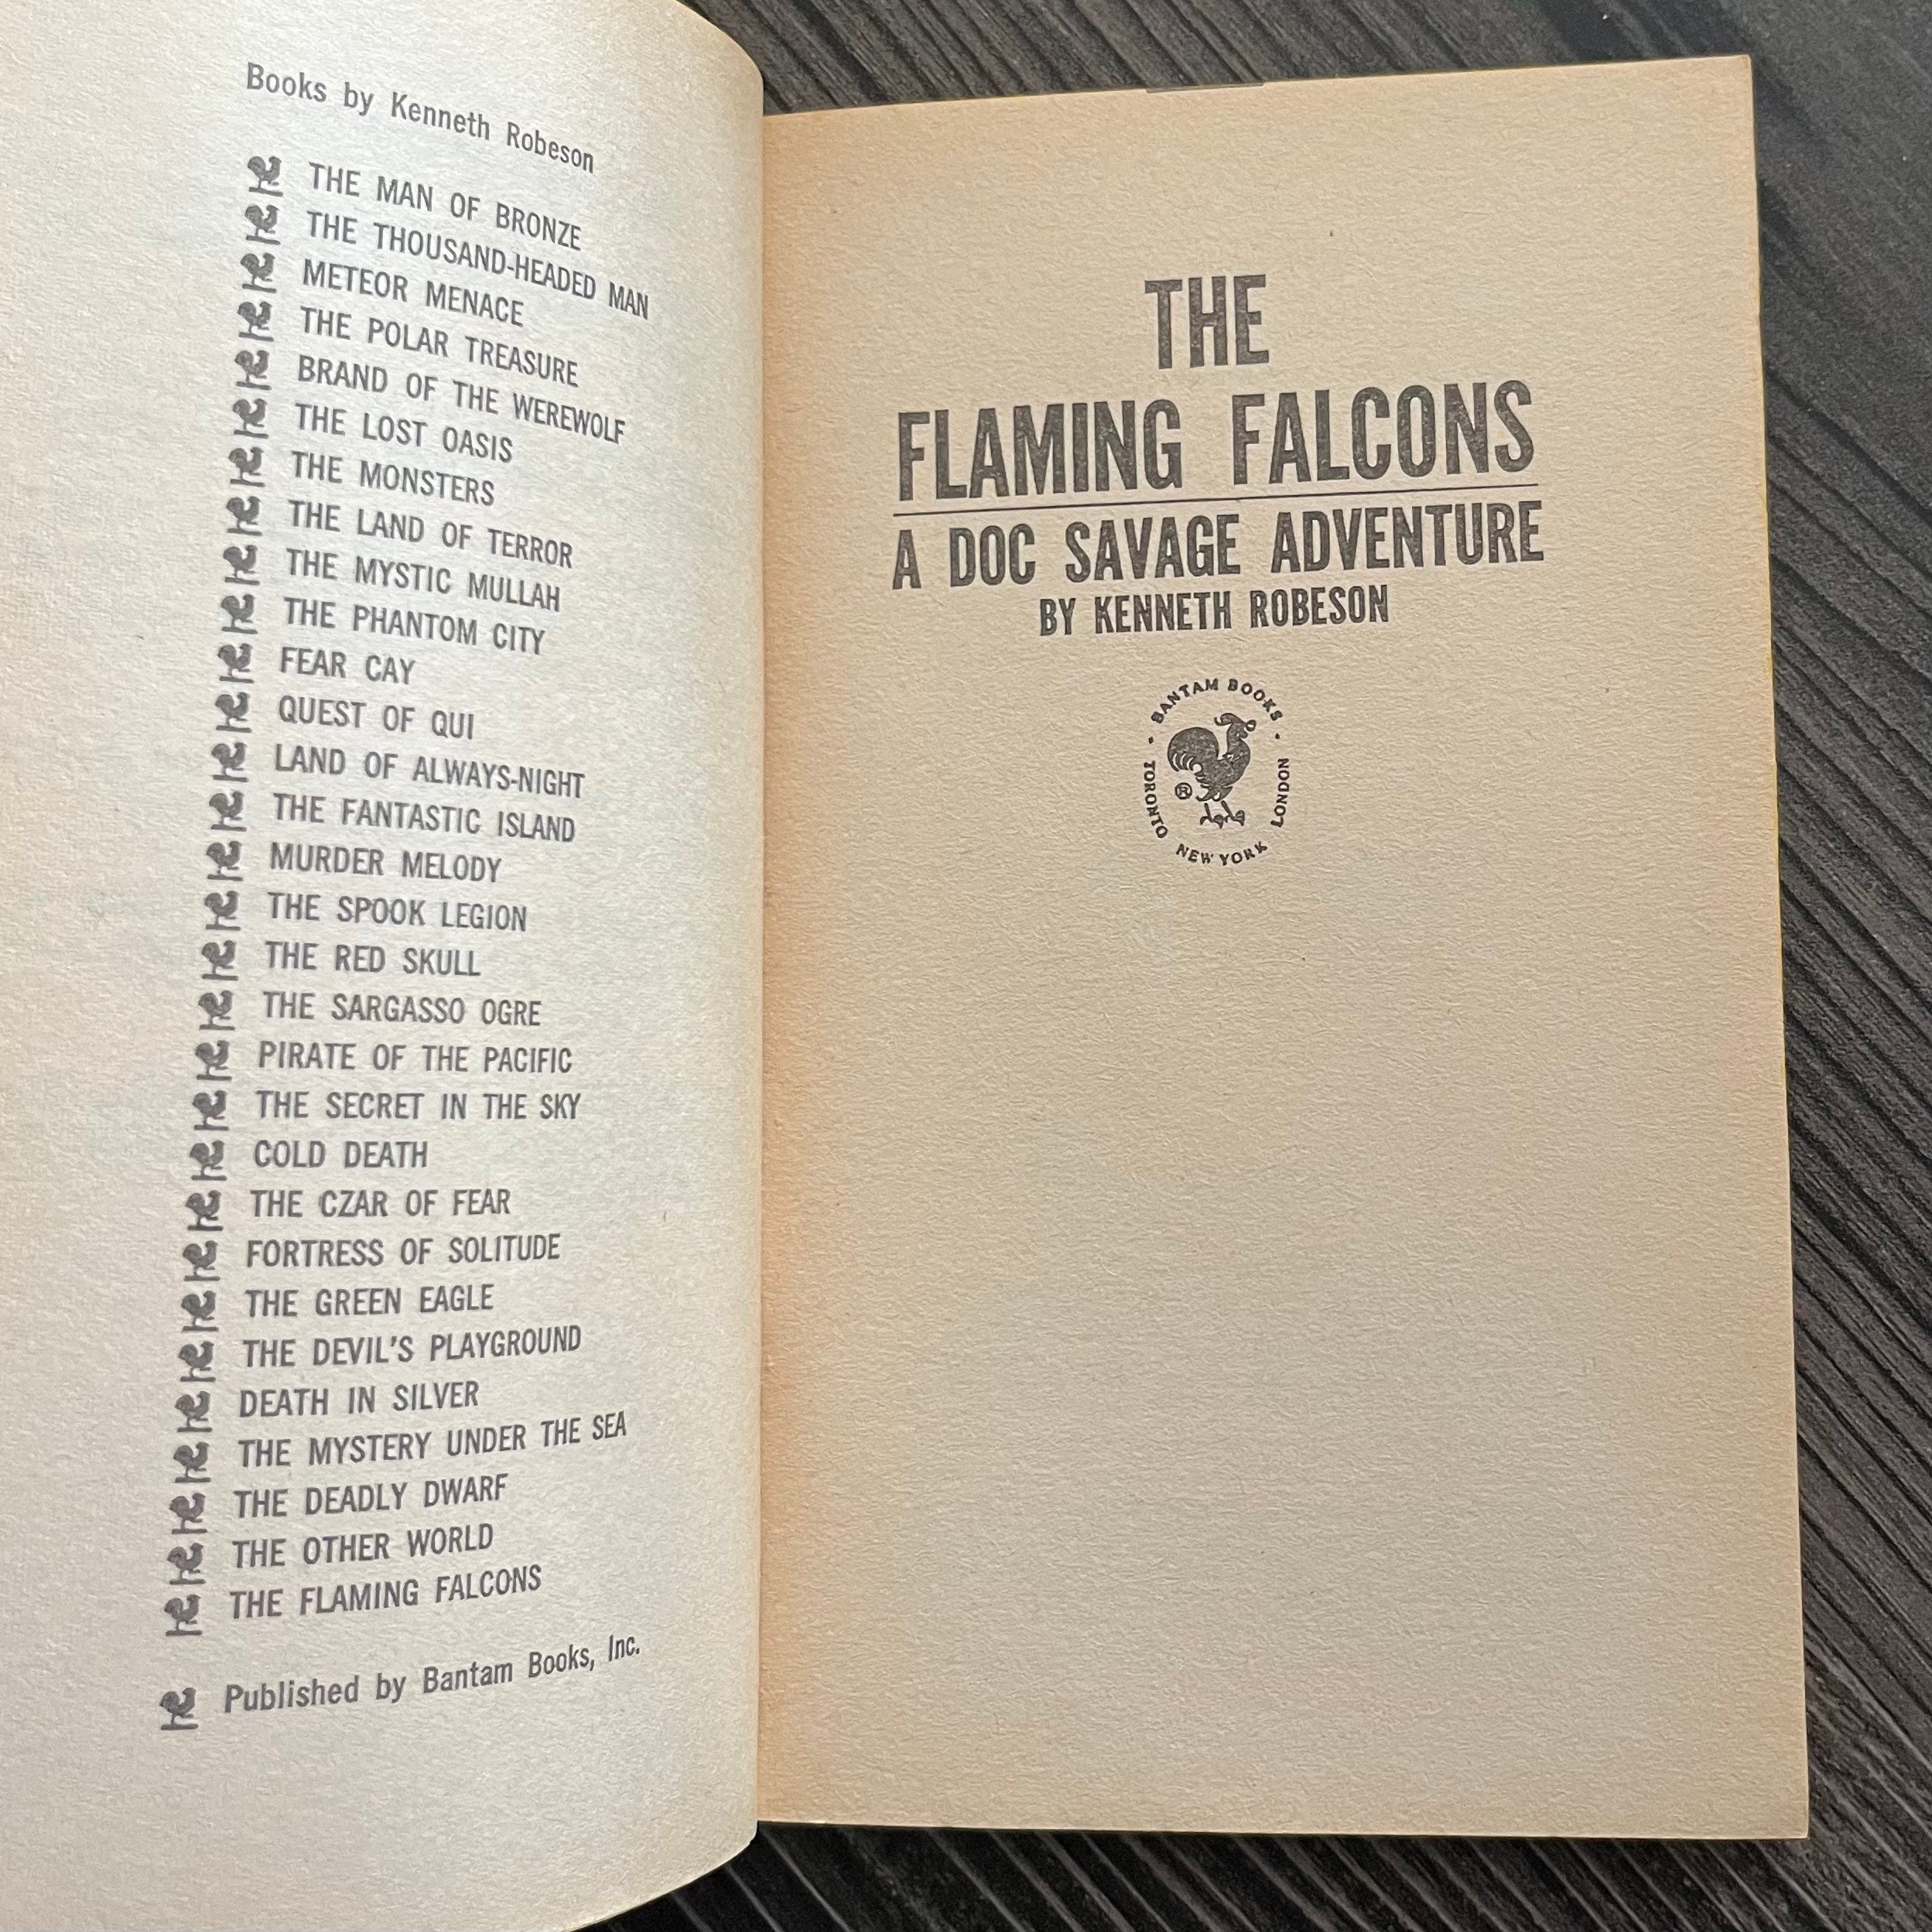 Books by Kenneth Robeson
THE MAN OF BRONZE
THE THOUSAND-HEADED MAN
METEOR MENACE
THE POLAR TREASURE
BRAND OF THE WEREWOLF
THE LOST OASIS
THE MONSTERS
THE LAND OF TERROR
THE MYSTIC MULLAH
THE PHANTOM CITY
FEAR CAY
QUEST OF QUI
LAND OF ALWAYS-NIGHT
THE FANTASTIC ISLAND
MURDER MELODY
THE SPOOK LEGION
THE RED SKULL
THE SARGASSO OGRE
PIRATE OF THE PACIFIC
THE SECRET IN THE SKY
COLD DEATH
THE CZAR OF FEAR
FORTRESS OF SOLITUDE
THE GREEN EAGLE
THE DEVIL'S PLAYGROUND
DEATH IN SILVER
THE MYSTERY UNDER THE SEA
THE DEADLY DWARF
THE OTHER WORLD
THE FLAMING FALCONS
Published by Bantam Books, Inc.
THE
FLAMING FALCONS
A DOC SAVAGE ADVENTURE
BY KENNETH ROBESON
BANTAM BOOKS
TORONTO · NEW YORK · LONDON
®